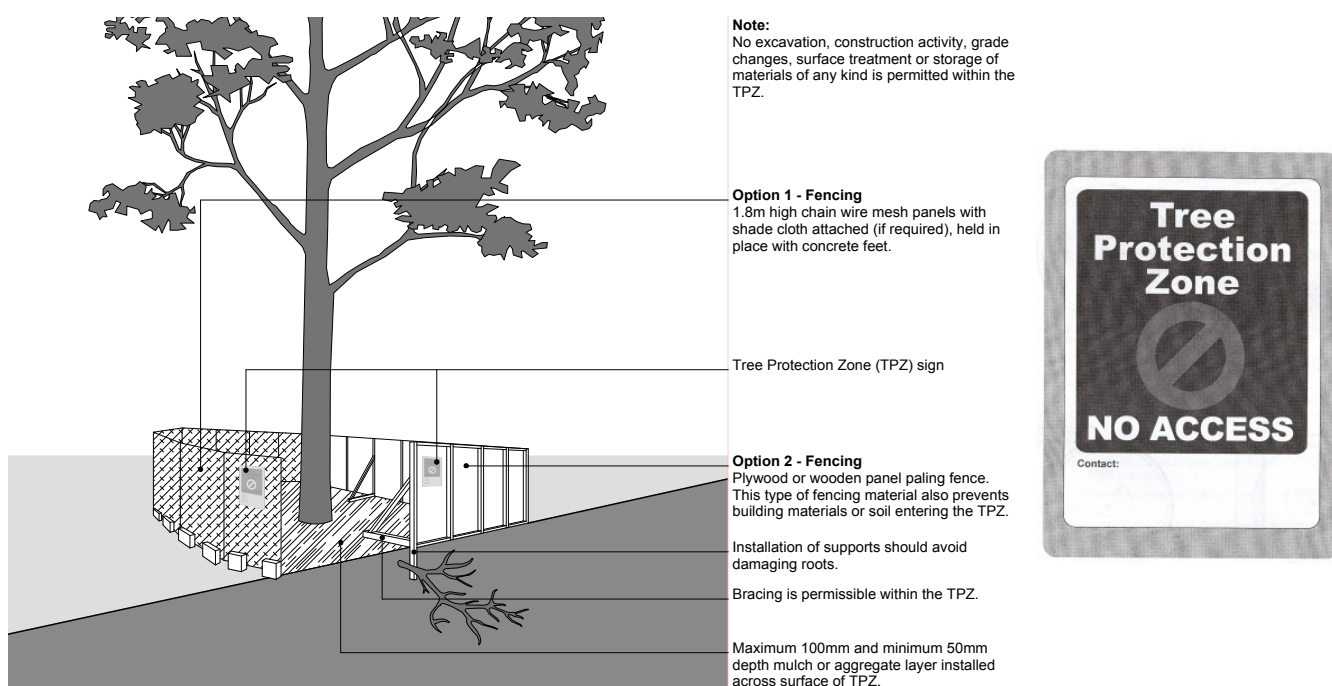 Note:
No excavation, construction activity, grade
changes, surface treatment or storage of
materials of any kind is permitted within the
TPZ.
Option 1 - Fencing
1.8m high chain wire mesh panels with
shade cloth attached (if required), held in
place with concrete feet.
Tree Protection Zone (TPZ) sign
Option 2 - Fencing
Plywood or wooden panel paling fence.
This type of fencing material also prevents
building materials or soil entering the TPZ.
Installation of supports should avoid
damaging roots.
Bracing is permissible within the TPZ.
Maximum 100mm and minimum 50mm
depth mulch or aggregate layer installed
across surface of TPZ.
Tree
Protection
Zone
NO ACCESS
Contact: